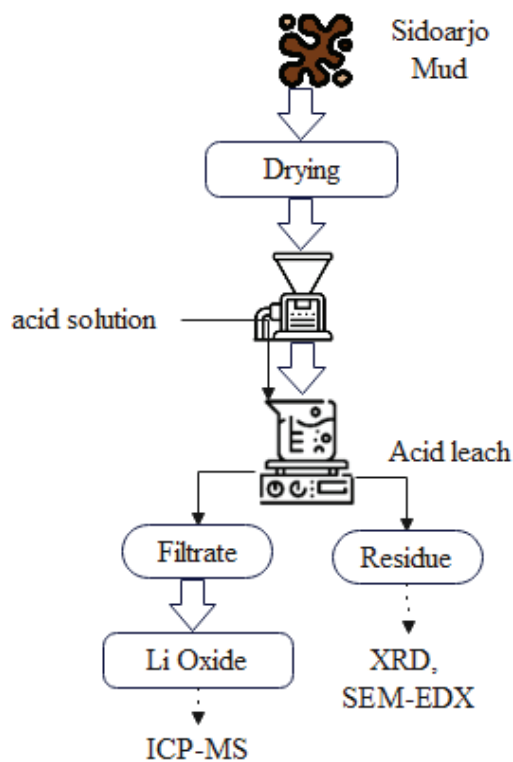 Sidoarjo
Mud
Drying
acid solution
Acid leach
Filtrate
Residue
Li Oxide
XRD,
SEM-EDX
ICP-MS